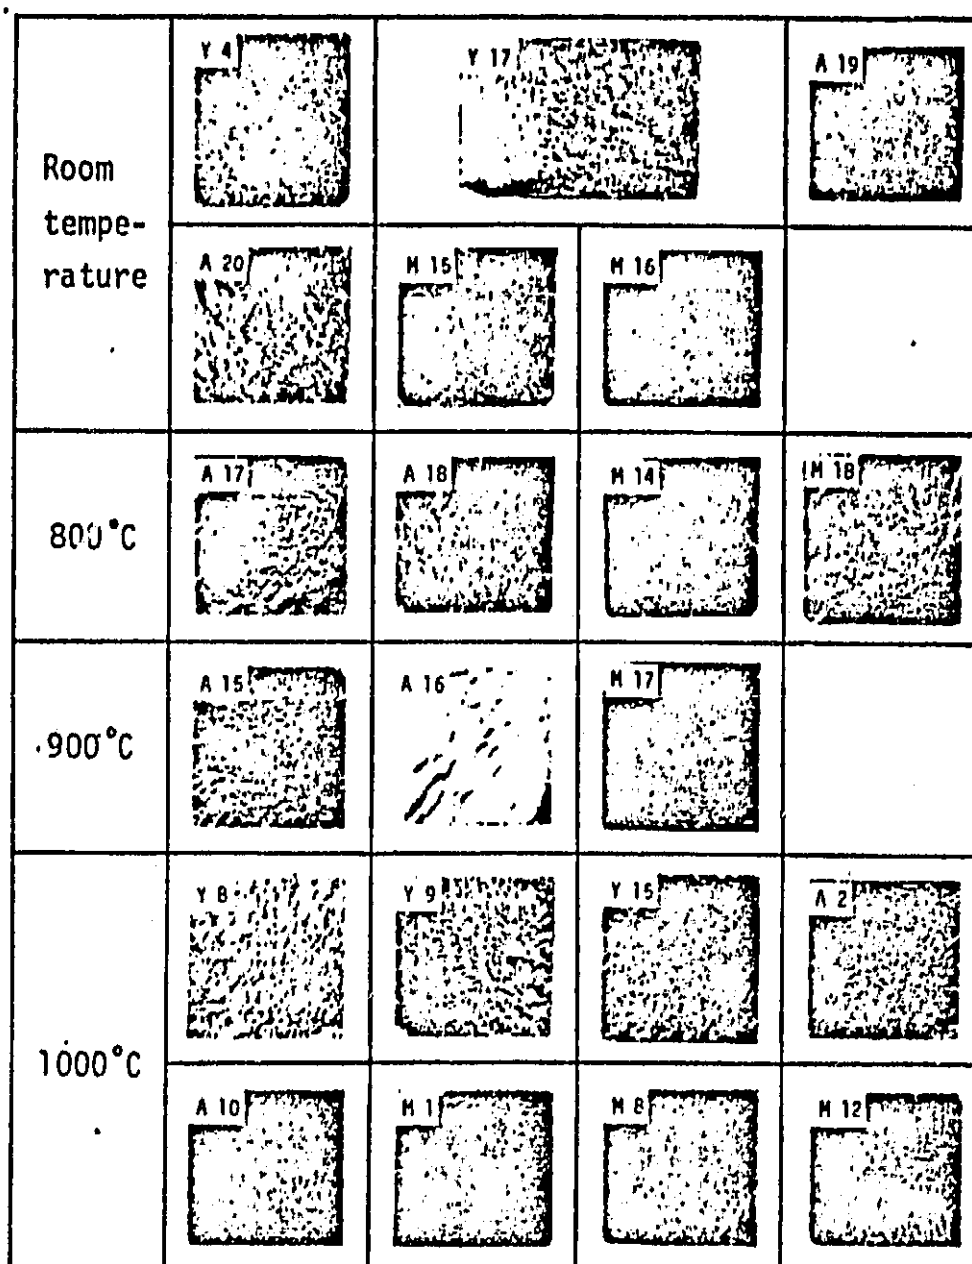 Room
tempe-
rature
Y 4
Y 17
A 19
A 20
M 15
M 16
800°C
A 17
A 18
M 14
M 18
900°C
A 15
A 16
M 17
1000°C
Y 8
Y 9
Y 15
A 2
A 10
M 1
M 8
M 12